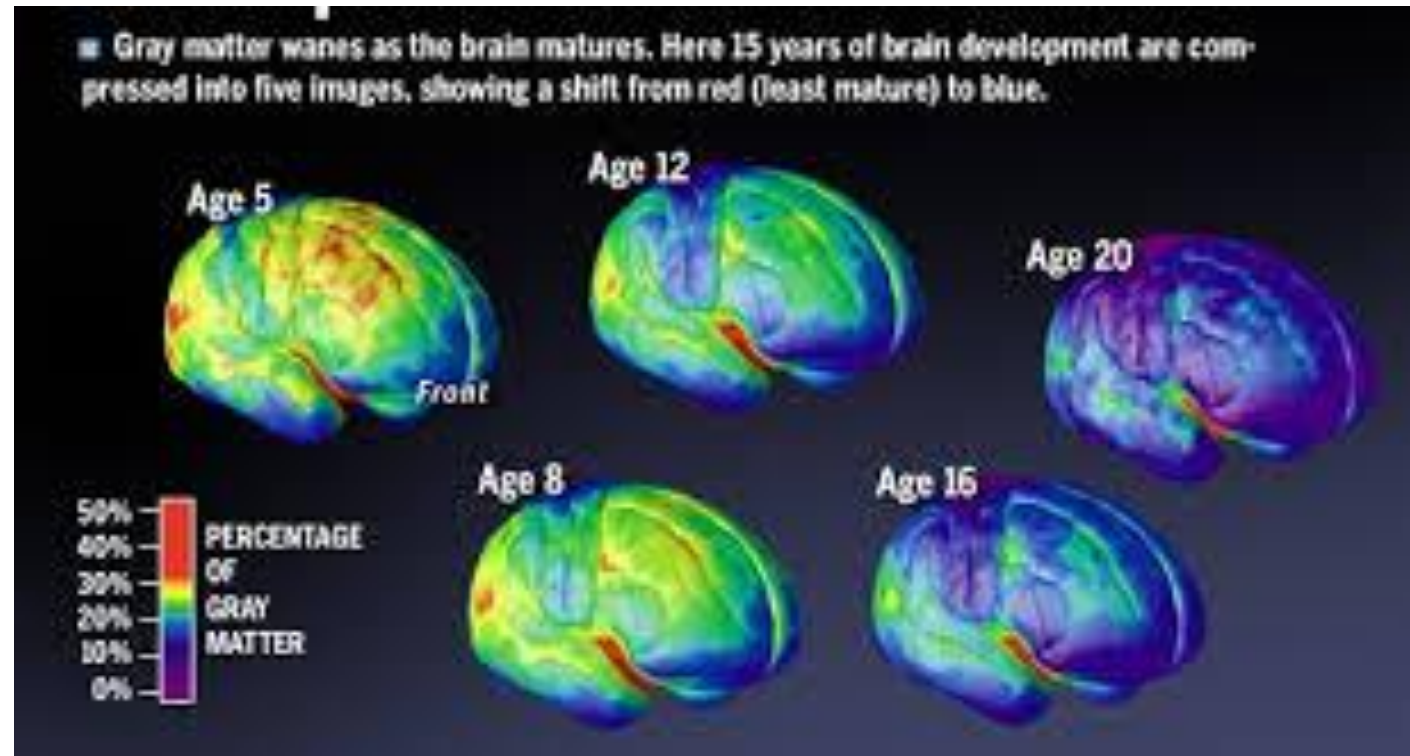 ■ Gray matter wanes as the brain matures. Here 15 years of brain development are com-
pressed into five images, showing a shift from red (least mature) to blue.
Age 5
Age 12
Age 20
Front
Age 8
Age 16
50%
40%
30%
20%
10%
0%
PERCENTAGE
OF
GRAY
MATTER